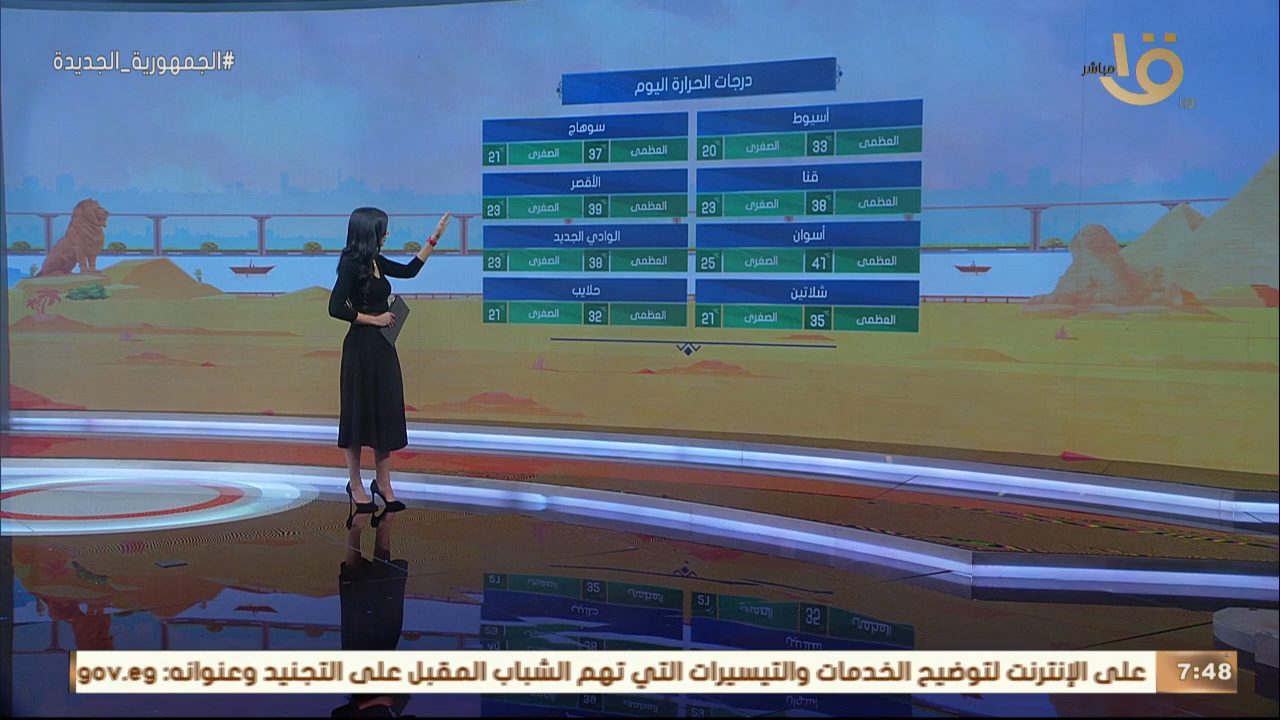 #الجمهورية_الجديدة
مباشر
درجات الحرارة اليوم
أسيوط
العظمى 33 الصغرى 20
سوهاج
العظمى 37 الصغرى 21
قنا
العظمى 38 الصغرى 23
الأقصر
العظمى 39 الصغرى 23
أسوان
العظمى 41 الصغرى 25
الوادي الجديد
العظمى 38 الصغرى 23
شلاتين
العظمى 35 الصغرى 21
حلايب
العظمى 32 الصغرى 21
7:48
على الإنترنت لتوضيح الخدمات والتيسيرات التي تهم الشباب المقبل على التجنيد وعنوانه: gov.eg